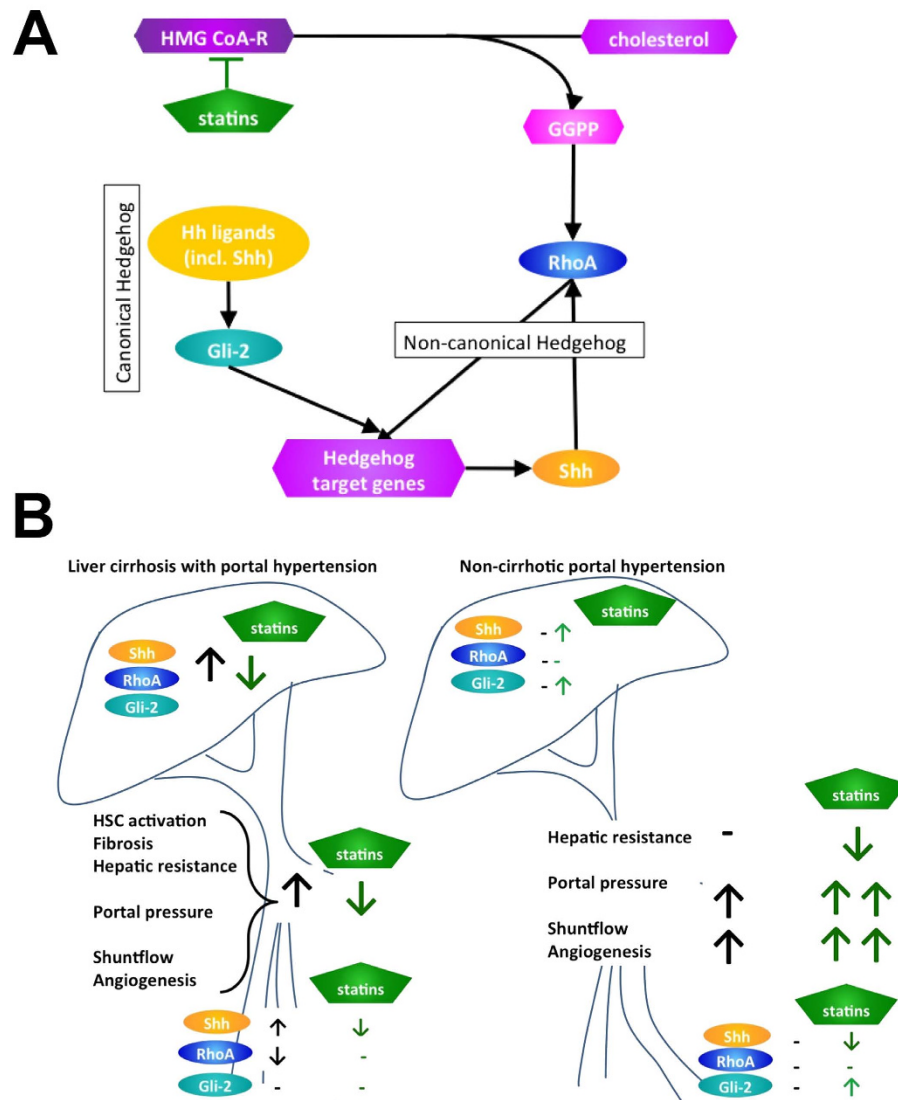 A
HMG CoA-R
cholesterol
statins
GGPP
Canonical Hedgehog
Hh ligands
(incl. Shh)
RhoA
Gli-2
Non-canonical Hedgehog
Hedgehog
target genes
Shh
B
Liver cirrhosis with portal hypertension
Non-cirrhotic portal hypertension
statins
Shh
RhoA
Gli-2
statins
Shh -
RhoA - -
Gli-2 -
HSC activation
Fibrosis
Hepatic resistance
Portal pressure
Shuntflow
Angiogenesis
statins
statins
Shh
RhoA -
Gli-2 - -
statins
Hepatic resistance -
Portal pressure
Shuntflow
Angiogenesis
statins
Shh -
RhoA - -
Gli-2 -